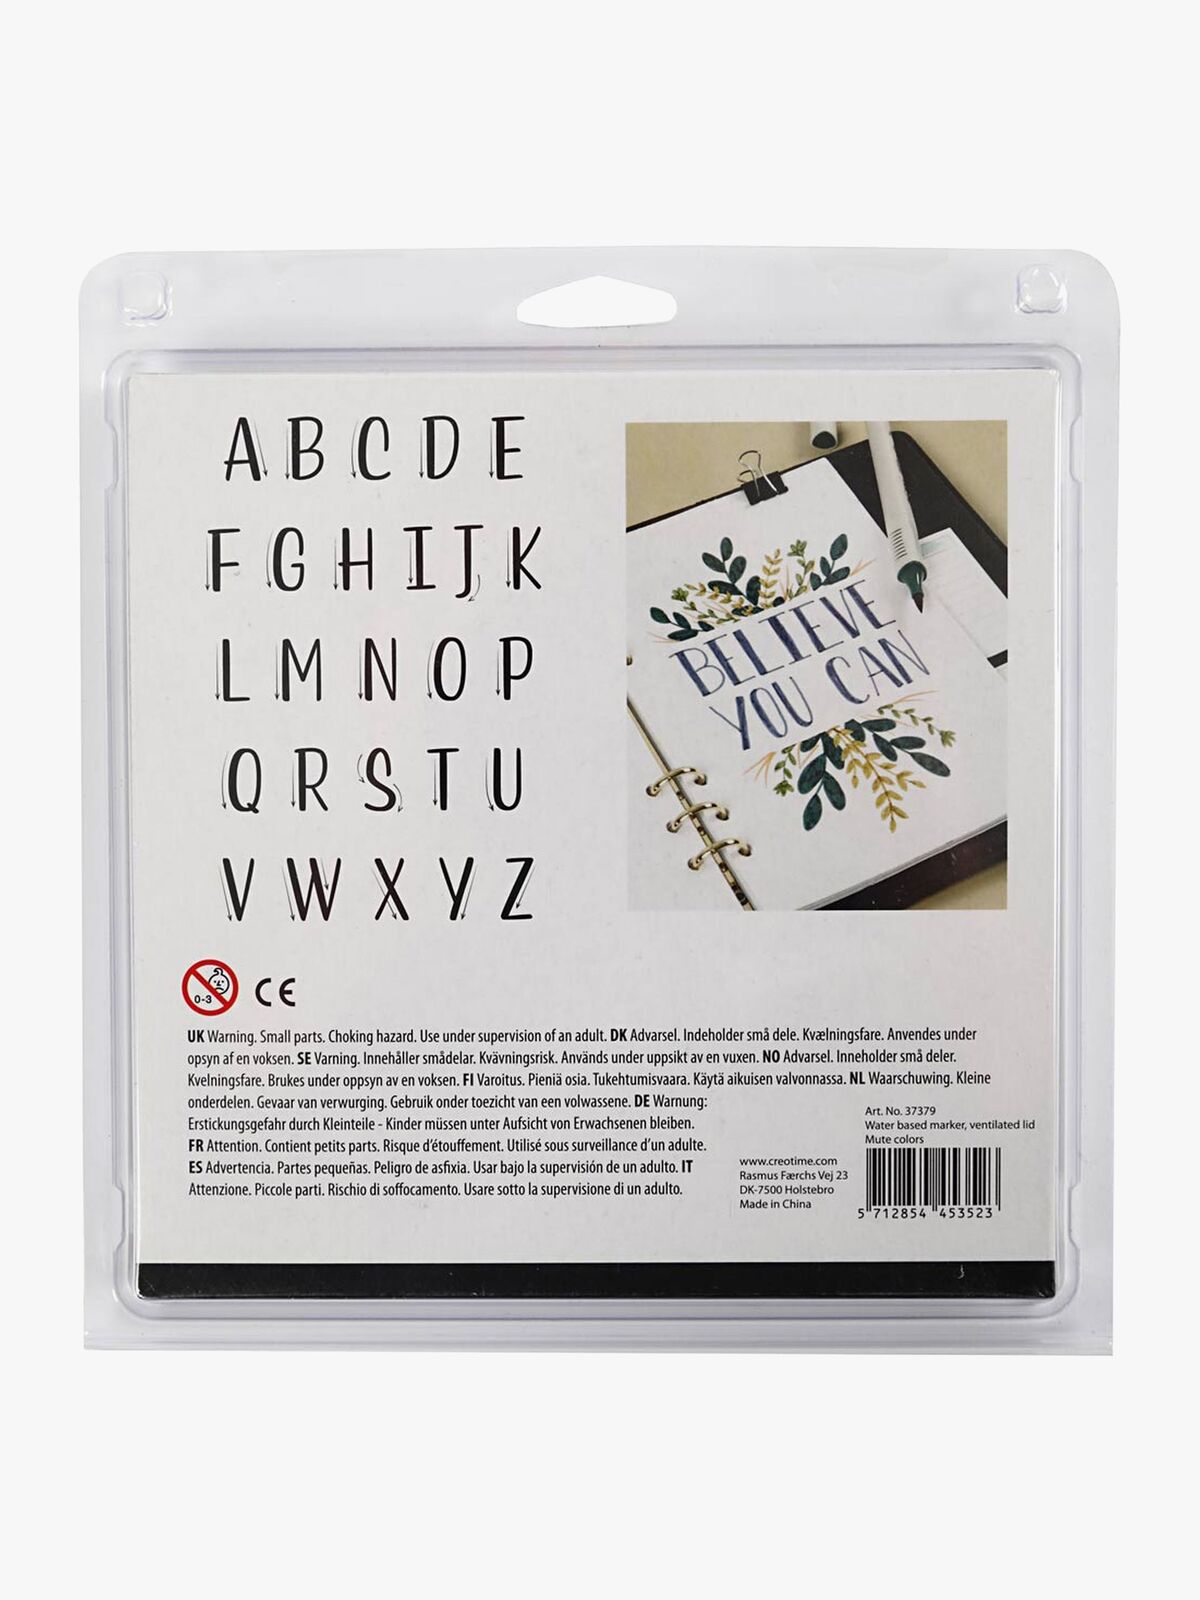 A B C D E
F G H I J K
L M N O P
Q R S T U
V W X Y Z
BELIEVE
YOU CAN
0-3
CE
UK Warning. Small parts. Choking hazard. Use under supervision of an adult. DK Advarsel. Indeholder små dele. Kvælningsfare. Anvendes under
opsyn af en voksen. SE Varning. Innehåller smådelar. Kvävningsrisk. Används under uppsikt av en vuxen. NO Advarsel. Inneholder små deler.
Kvelningsfare. Brukes under oppsyn av en voksen. FI Varoitus. Pieniä osia. Tukehtumisvaara. Käytä aikuisen valvonnassa. NL Waarschuwing. Kleine
onderdelen. Gevaar van verwurging. Gebruik onder toezicht van een volwassene. DE Warnung:
Erstickungsgefahr durch Kleinteile - Kinder müssen unter Aufsicht von Erwachsenen bleiben.
FR Attention. Contient petits parts. Risque d'étouffement. Utilisé sous surveillance d'un adulte.
ES Advertencia. Partes pequeñas. Peligro de asfixia. Usar bajo la supervisión de un adulto. IT
Attenzione. Piccole parti. Rischio di soffocamento. Usare sotto la supervisione di un adulto.
www.creotime.com
Rasmus Færchs Vej 23
DK-7500 Holstebro
Made in China
Art. No. 37379
Water based marker, ventilated lid
Mute colors
5 712854 453523